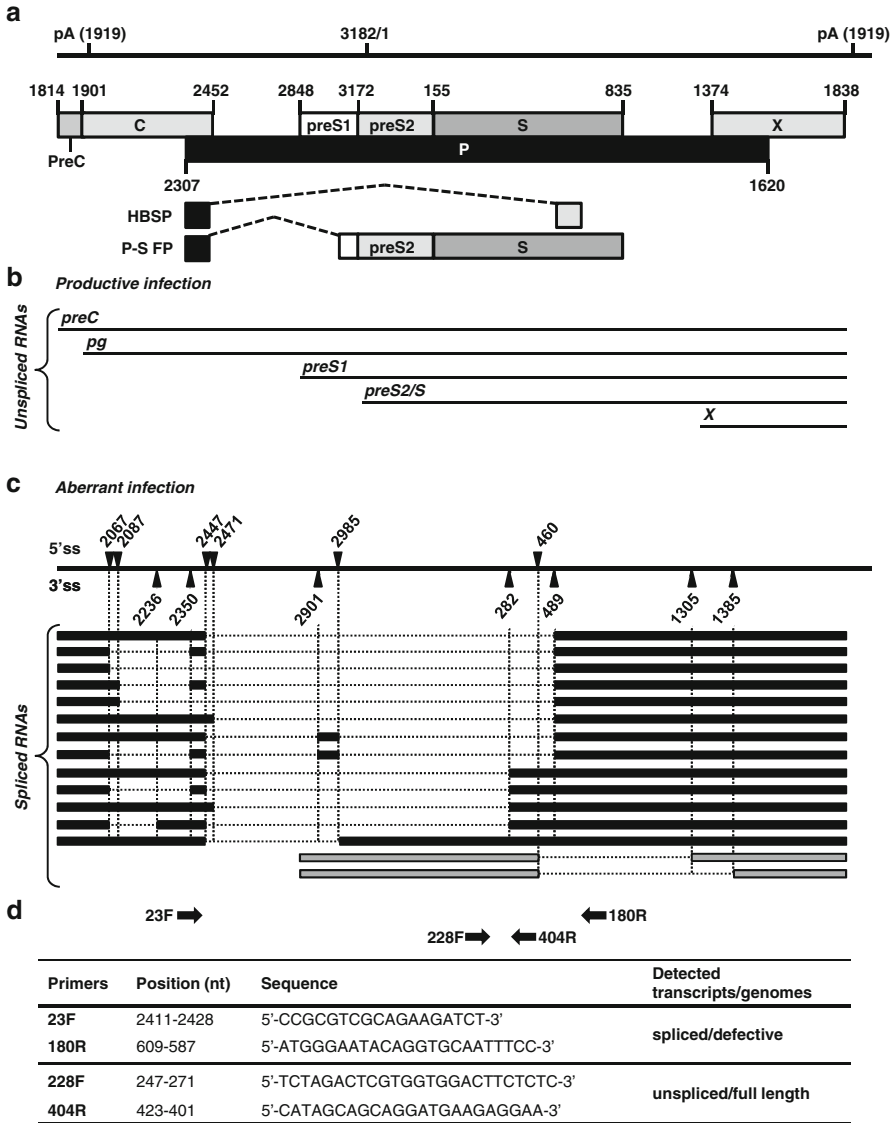 a
pA (1919) 3182/1 pA (1919)
1814 1901 2452 2848 3172 155 835 1374 1838
C preS1 preS2 S X
PreC P
2307 1620
HBSP
P-S FP preS2 S
b Productive infection
Unspliced RNAs
preC
pg
preS1
preS2/S
X
c Aberrant infection
2067 2087 2447 2471 2985 460
5'ss
3'ss
2236 2350 2901 282 489 1305 1385
Spliced RNAs
d
23F 180R
228F 404R
Primers Position (nt) Sequence Detected transcripts/genomes
23F 2411-2428 5'-CCGCGTCGCAGAAGATCT-3' spliced/defective
180R 609-587 5'-ATGGGAATACAGGTGCAATTTCC-3'
228F 247-271 5'-TCTAGACTCGTGGTGGACTTCTCTC-3' unspliced/full length
404R 423-401 5'-CATAGCAGCAGGATGAAGAGGAA-3'